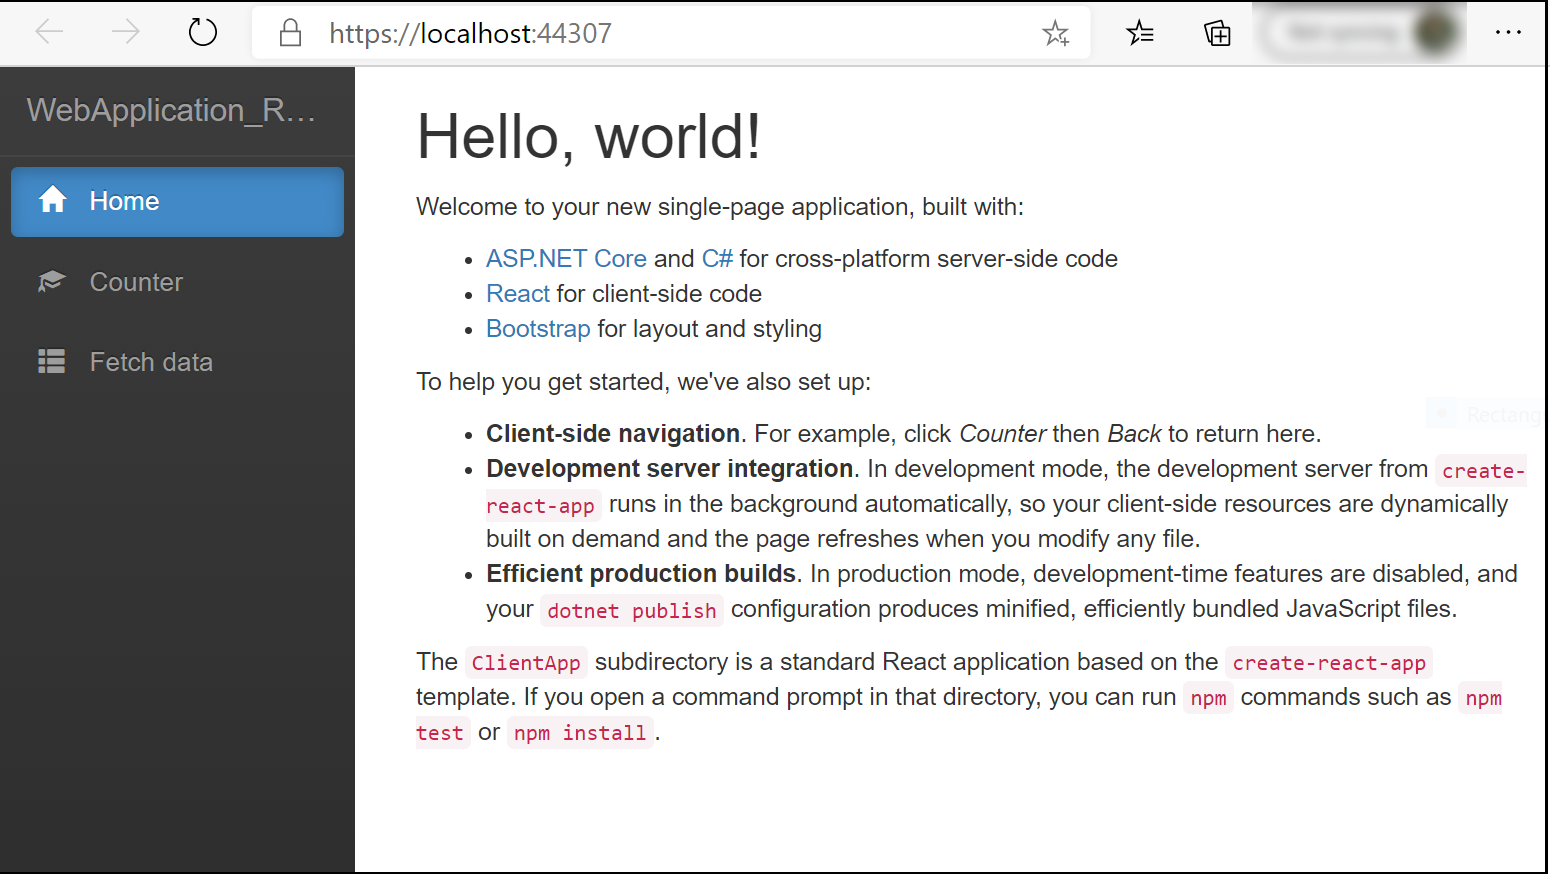 https://localhost:44307
WebApplication_R...
Home
Counter
Fetch data
Hello, world!
Welcome to your new single-page application, built with:
• ASP.NET Core and C# for cross-platform server-side code
• React for client-side code
• Bootstrap for layout and styling
To help you get started, we've also set up:
• Client-side navigation. For example, click Counter then Back to return here.
• Development server integration. In development mode, the development server from create-
react-app runs in the background automatically, so your client-side resources are dynamically
built on demand and the page refreshes when you modify any file.
• Efficient production builds. In production mode, development-time features are disabled, and
your dotnet publish configuration produces minified, efficiently bundled JavaScript files.
The ClientApp subdirectory is a standard React application based on the create-react-app
template. If you open a command prompt in that directory, you can run npm commands such as npm
test or npm install.
Rectang